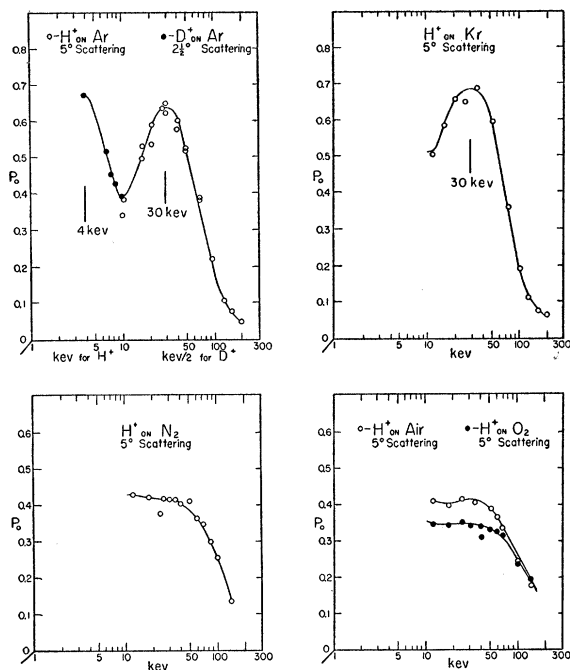 o-H⁺ ON Ar
5° Scattering
•-D⁺ ON Ar
2½° Scattering
0.8
0.7
0.6
0.5
P₀
0.4
0.3
0.2
0.1
0
4 kev
30 kev
1 5 10 50 100 300
kev for H⁺ kev/2 for D⁺
H⁺ ON Kr
5° Scattering
0.8
0.7
0.6
0.5
P₀
0.4
0.3
0.2
0.1
0
30 kev
1 5 10 50 100 300
kev
H⁺ ON N₂
5° Scattering
0.6
0.5
0.4
P₀
0.3
0.2
0.1
0
1 5 10 50 100 300
kev
o-H⁺ ON Air
5° Scattering
•-H⁺ ON O₂
5° Scattering
0.6
0.5
0.4
P₀
0.3
0.2
0.1
0
1 5 10 50 100 300
kev